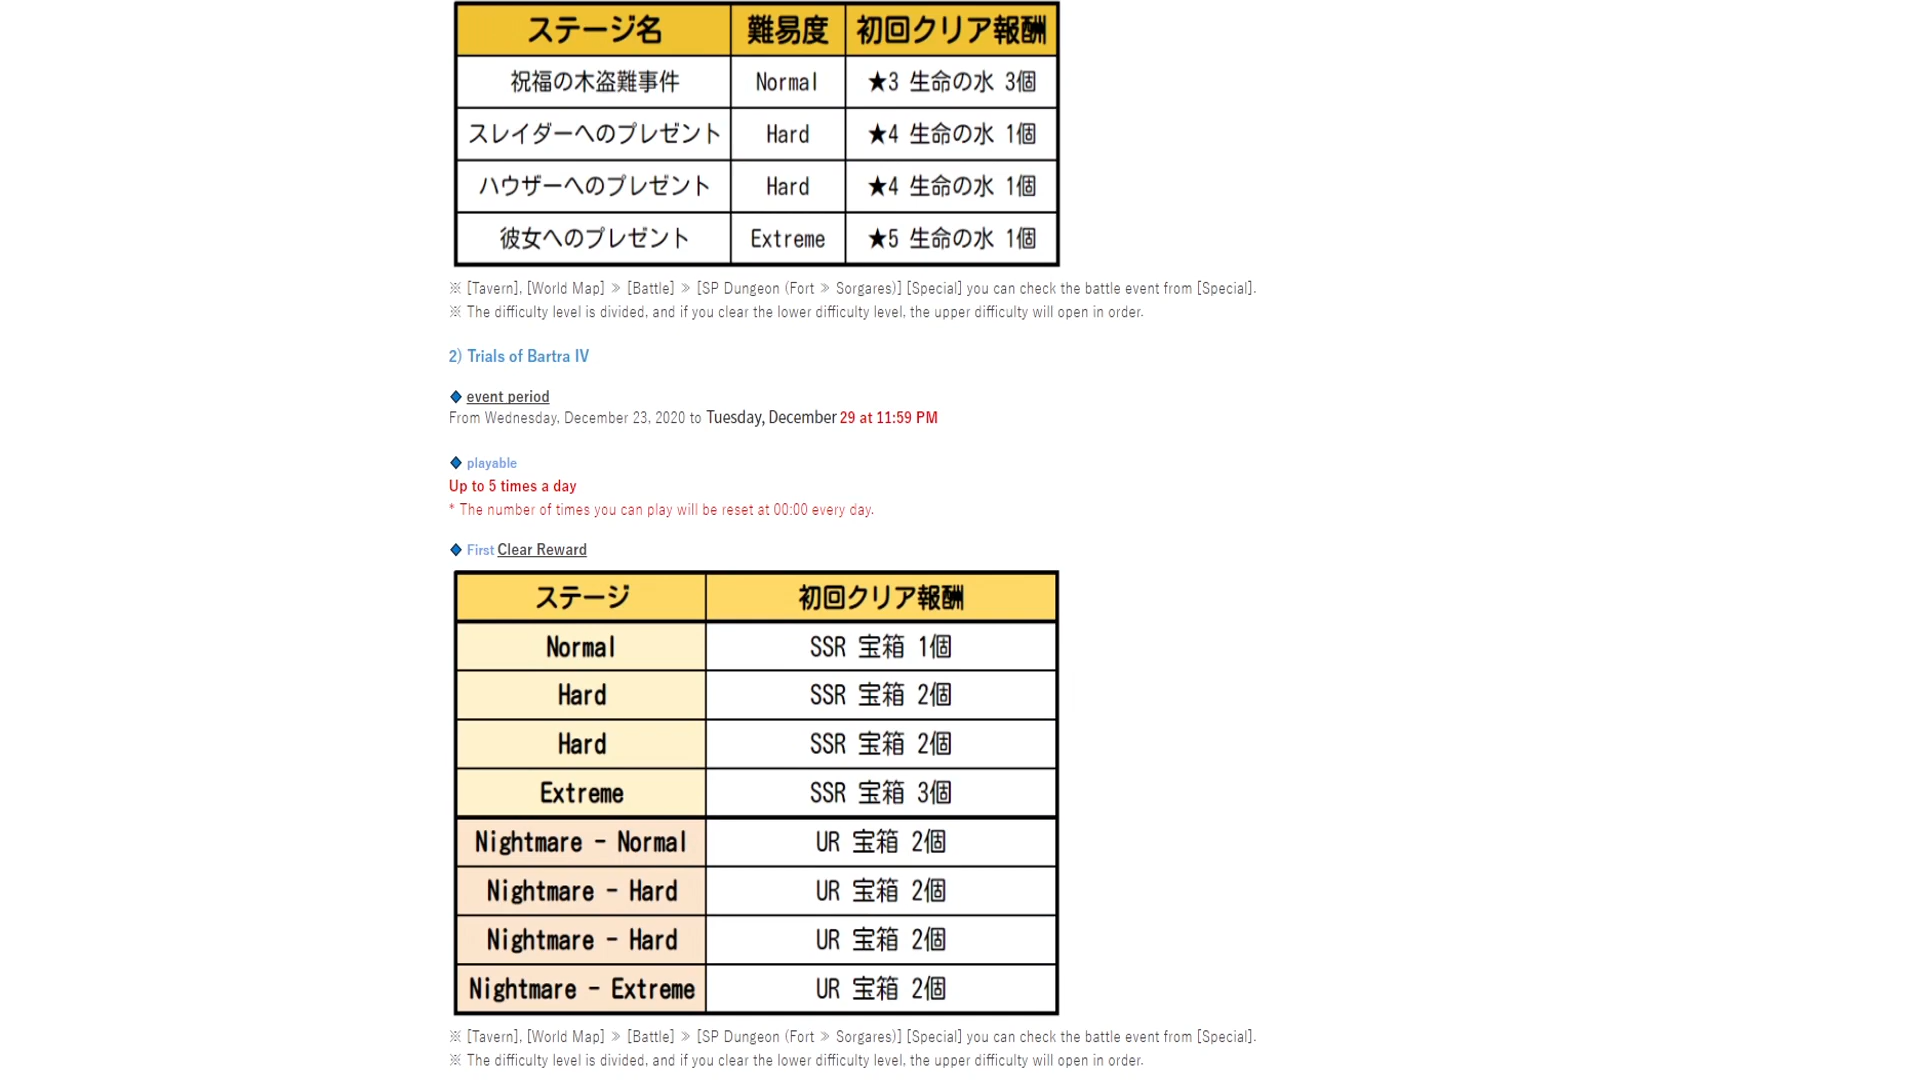 ステージ名 難易度 初回クリア報酬
祝福の木盗難事件 Normal ★3 生命の水 3個
スレイダーへのプレゼント Hard ★4 生命の水 1個
ハウザーへのプレゼント Hard ★4 生命の水 1個
彼女へのプレゼント Extreme ★5 生命の水 1個
※ [Tavern], [World Map] ≫ [Battle] ≫ [SP Dungeon (Fort ≫ Sorgares)] [Special] you can check the battle event from [Special].
※ The difficulty level is divided, and if you clear the lower difficulty level, the upper difficulty will open in order.
2) Trials of Bartra IV
◆ event period
From Wednesday, December 23, 2020 to Tuesday, December 29 at 11:59 PM
◆ playable
Up to 5 times a day
* The number of times you can play will be reset at 00:00 every day.
◆ First Clear Reward
ステージ 初回クリア報酬
Normal SSR 宝箱 1個
Hard SSR 宝箱 2個
Hard SSR 宝箱 2個
Extreme SSR 宝箱 3個
Nightmare - Normal UR 宝箱 2個
Nightmare - Hard UR 宝箱 2個
Nightmare - Hard UR 宝箱 2個
Nightmare - Extreme UR 宝箱 2個
※ [Tavern], [World Map] ≫ [Battle] ≫ [SP Dungeon (Fort ≫ Sorgares)] [Special] you can check the battle event from [Special].
※ The difficulty level is divided, and if you clear the lower difficulty level, the upper difficulty will open in order.